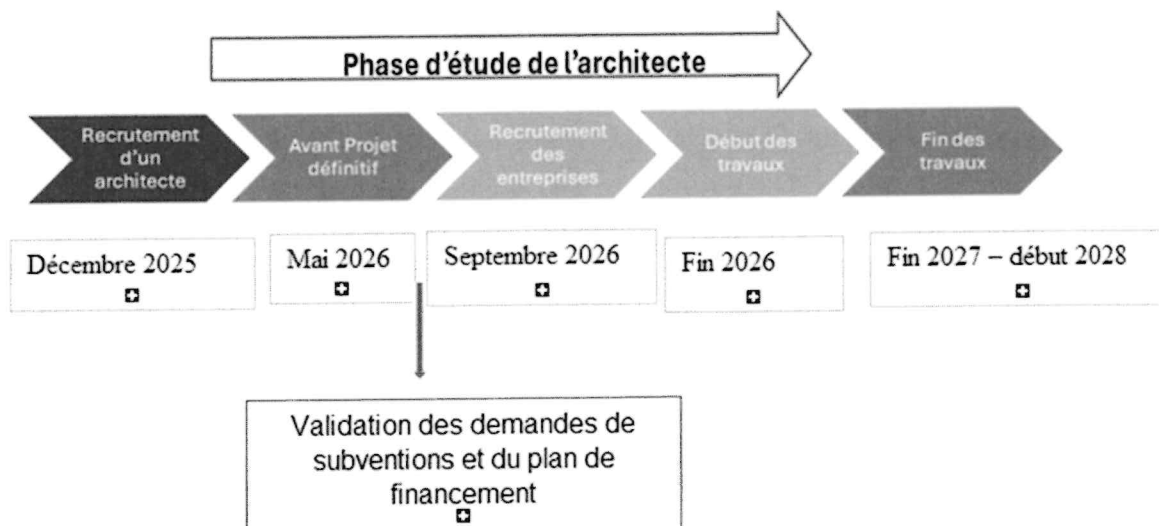 Phase d'étude de l'architecte
Recrutement
d'un
architecte
Avant Projet
définitif
Recrutement
des
entreprises
Début des
travaux
Fin des
travaux
Décembre 2025
Mai 2026
Septembre 2026
Fin 2026
Fin 2027 – début 2028
Validation des demandes de
subventions et du plan de
financement